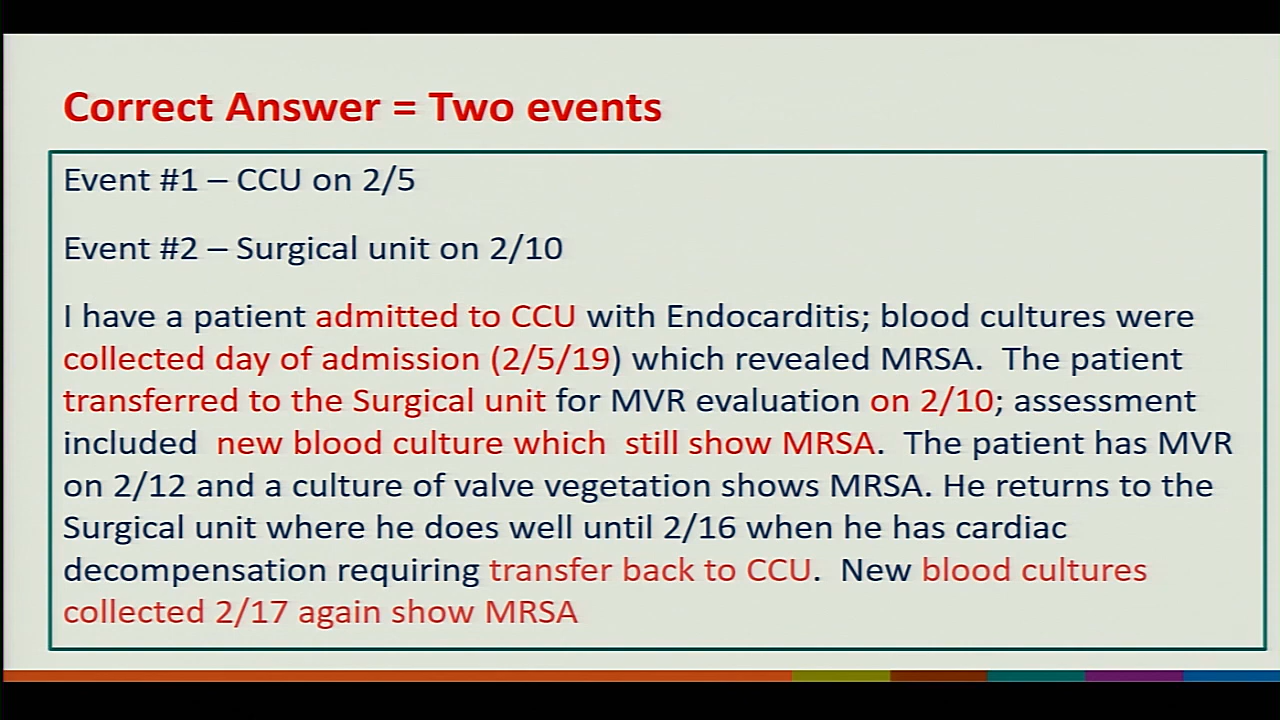 Correct Answer = Two events
Event #1 – CCU on 2/5
Event #2 – Surgical unit on 2/10
I have a patient admitted to CCU with Endocarditis; blood cultures were
collected day of admission (2/5/19) which revealed MRSA.  The patient
transferred to the Surgical unit for MVR evaluation on 2/10; assessment
included  new blood culture which  still show MRSA.  The patient has MVR
on 2/12 and a culture of valve vegetation shows MRSA. He returns to the
Surgical unit where he does well until 2/16 when he has cardiac
decompensation requiring transfer back to CCU.  New blood cultures
collected 2/17 again show MRSA